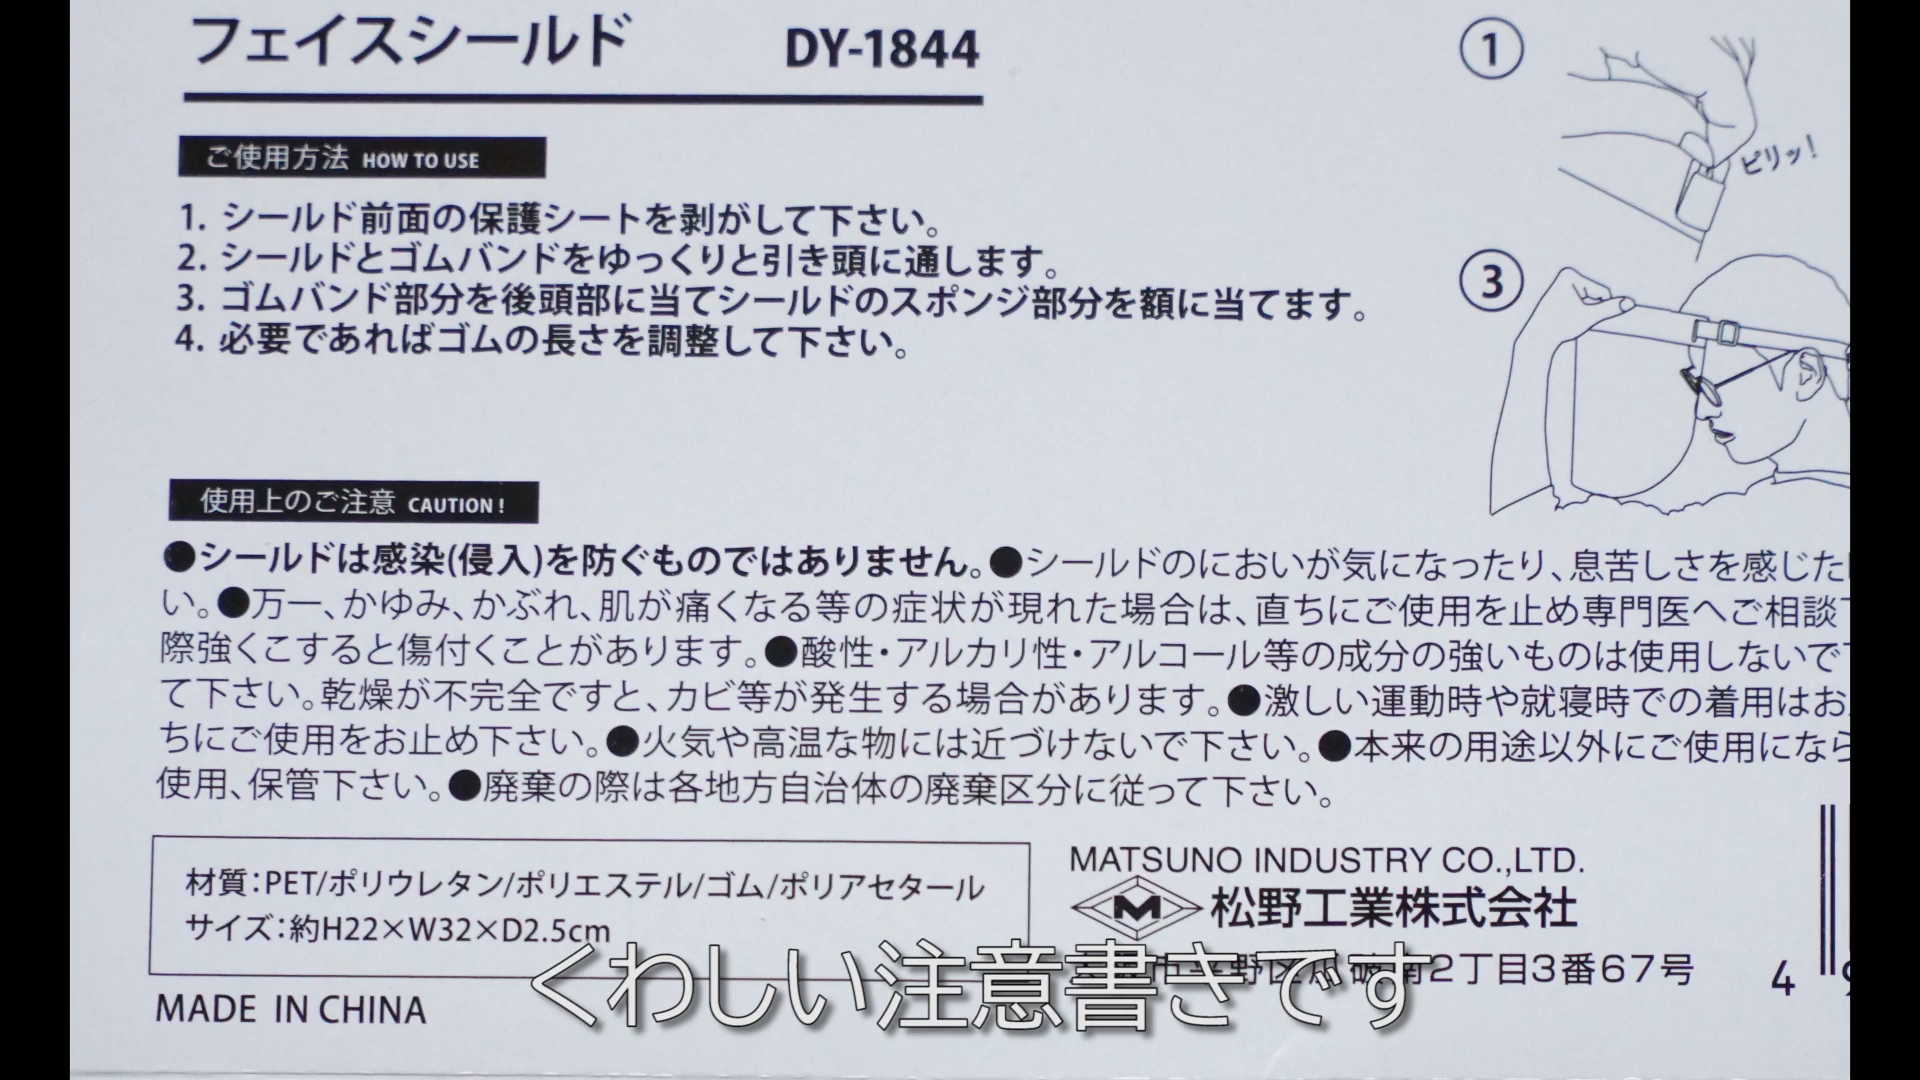 フェイスシールド DY-1844
ご使用方法 HOW TO USE
1. シールド前面の保護シートを剥がして下さい。
2. シールドとゴムバンドをゆっくりと引き頭に通します。
3. ゴムバンド部分を後頭部に当てシールドのスポンジ部分を額に当てます。
4. 必要であればゴムの長さを調整して下さい。
①
ピリッ!
③
使用上のご注意 CAUTION !
●シールドは感染(侵入)を防ぐものではありません。●シールドのにおいが気になったり、息苦しさを感じた
い。●万一、かゆみ、かぶれ、肌が痛くなる等の症状が現れた場合は、直ちにご使用を止め専門医へご相談
際強くこすると傷付くことがあります。●酸性・アルカリ性・アルコール等の成分の強いものは使用しないで
て下さい。乾燥が不完全ですと、カビ等が発生する場合があります。●激しい運動時や就寝時での着用はお
ちにご使用をお止め下さい。●火気や高温な物には近づけないで下さい。●本来の用途以外にご使用になら
使用、保管下さい。●廃棄の際は各地方自治体の廃棄区分に従って下さい。
材質:PET/ポリウレタン/ポリエステル/ゴム/ポリアセタール
サイズ:約H22×W32×D2.5cm
MADE IN CHINA
MATSUNO INDUSTRY CO.,LTD.
M 松野工業株式会社
南2丁目3番67号
4
くわしい注意書きです